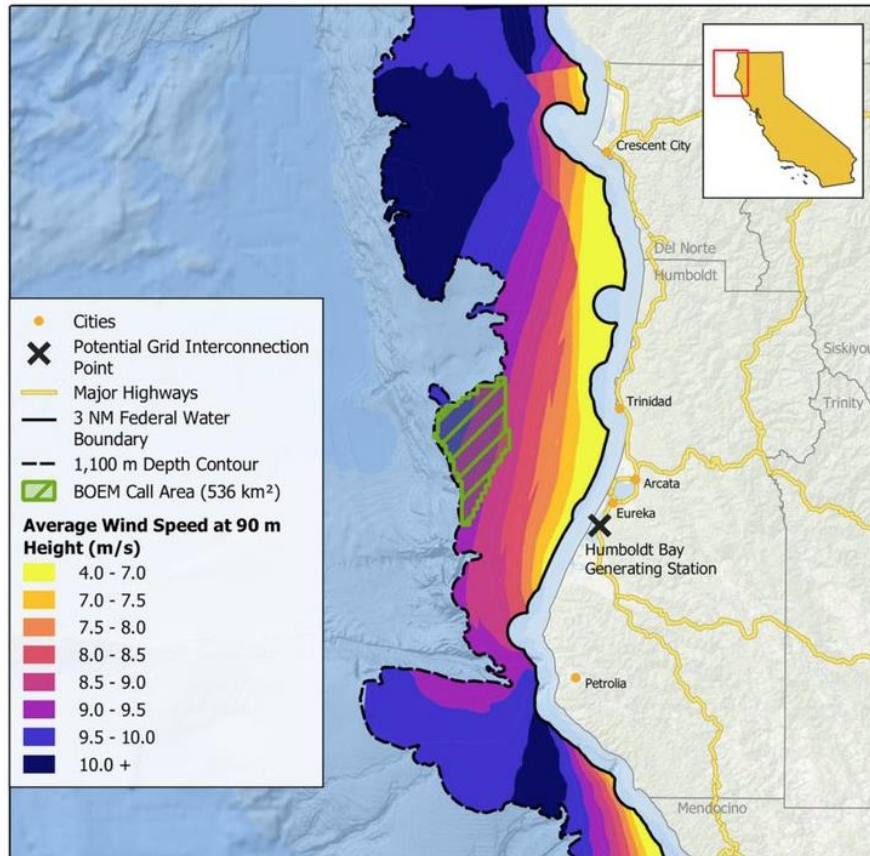 Crescent City
Del Norte
Humboldt
Siskiyou
Trinity
Trinidad
Arcata
Eureka
Humboldt Bay
Generating Station
Petrolia
Mendocino
Cities
Potential Grid Interconnection
Point
Major Highways
3 NM Federal Water
Boundary
1,100 m Depth Contour
BOEM Call Area (536 km²)
Average Wind Speed at 90 m
Height (m/s)
4.0 - 7.0
7.0 - 7.5
7.5 - 8.0
8.0 - 8.5
8.5 - 9.0
9.0 - 9.5
9.5 - 10.0
10.0 +